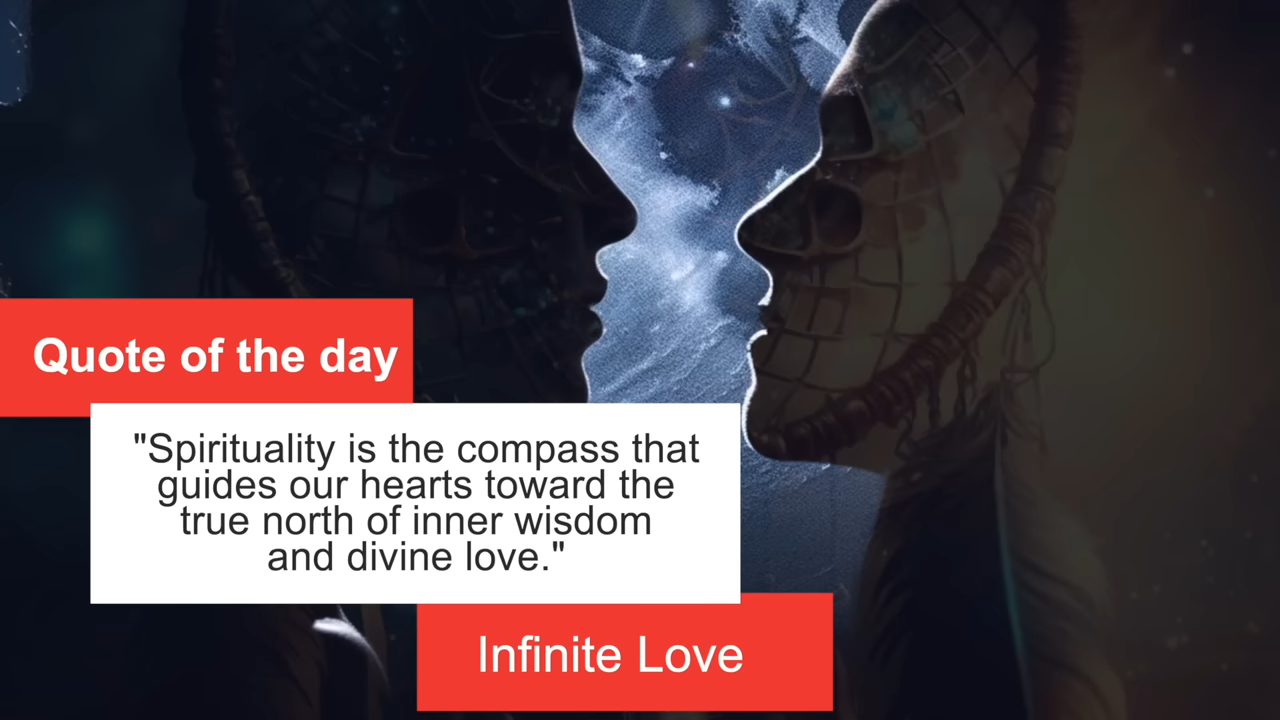 Quote of the day
"Spirituality is the compass that
guides our hearts toward the
true north of inner wisdom
and divine love."
Infinite Love